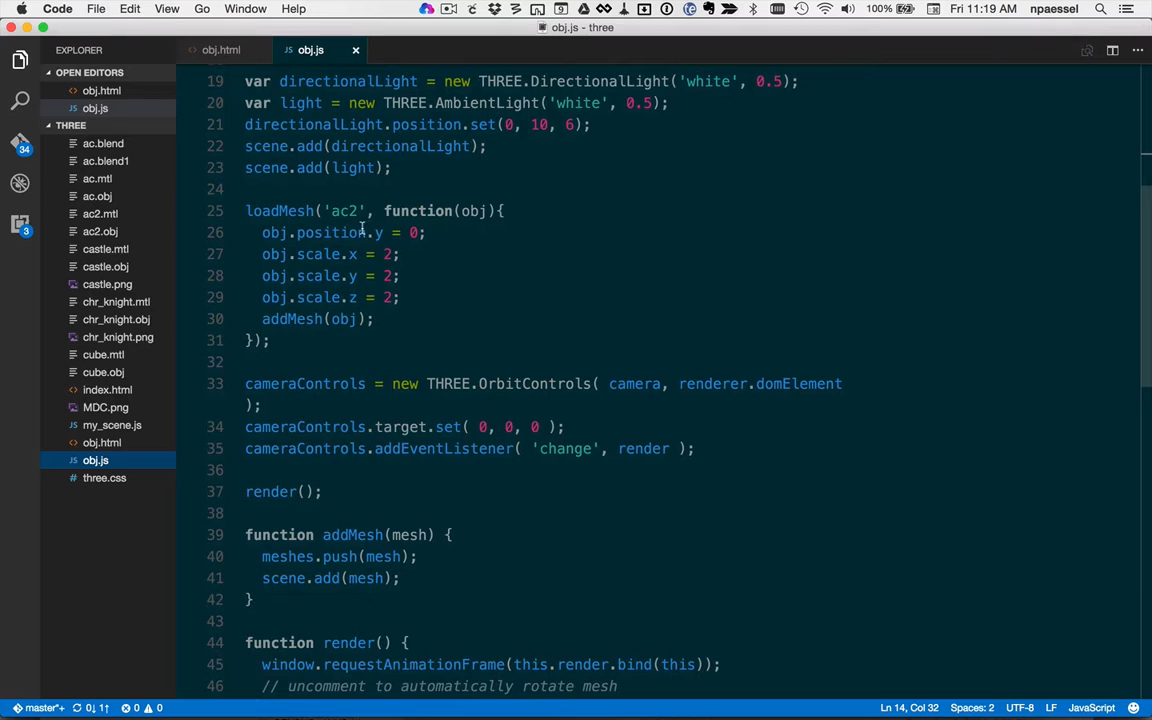 Code File Edit View Go Window Help 100% Fri 11:19 AM npaessel
obj.js — three
EXPLORER
obj.html
obj.js
OPEN EDITORS
obj.html
obj.js
THREE
ac.blend
ac.blend1
ac.mtl
ac.obj
ac2.mtl
ac2.obj
castle.mtl
castle.obj
castle.png
chr_knight.mtl
chr_knight.obj
chr_knight.png
cube.mtl
cube.obj
index.html
MDC.png
my_scene.js
obj.html
obj.js
three.css
34
3
19 var directionalLight = new THREE.DirectionalLight('white', 0.5);
20 var light = new THREE.AmbientLight('white', 0.5);
21 directionalLight.position.set(0, 10, 6);
22 scene.add(directionalLight);
23 scene.add(light);
24
25 loadMesh('ac2', function(obj){
26 obj.position.y = 0;
27 obj.scale.x = 2;
28 obj.scale.y = 2;
29 obj.scale.z = 2;
30 addMesh(obj);
31 });
32
33 cameraControls = new THREE.OrbitControls( camera, renderer.domElement
);
34 cameraControls.target.set( 0, 0, 0 );
35 cameraControls.addEventListener( 'change', render );
36
37 render();
38
39 function addMesh(mesh) {
40 meshes.push(mesh);
41 scene.add(mesh);
42 }
43
44 function render() {
45 window.requestAnimationFrame(this.render.bind(this));
46 // uncomment to automatically rotate mesh
master*+ 0↓ 1↑ 0 0 Ln 14, Col 32 Spaces: 2 UTF-8 LF JavaScript